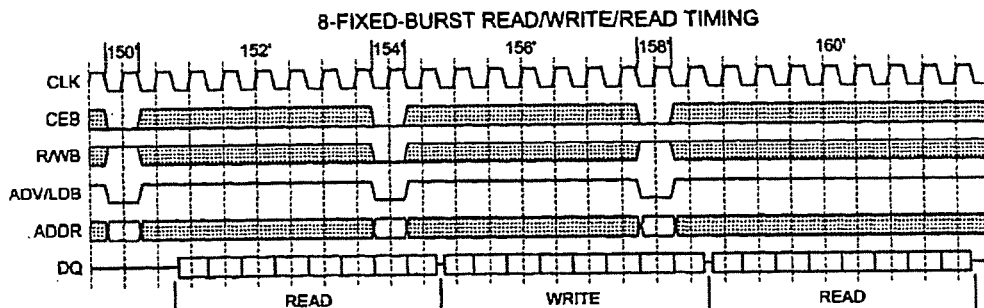 8-FIXED-BURST READ/WRITE/READ TIMING
150' 152' 154' 156' 158' 160'
CLK
CEB
R/WB
ADV/LDB
ADDR
DQ
READ WRITE READ